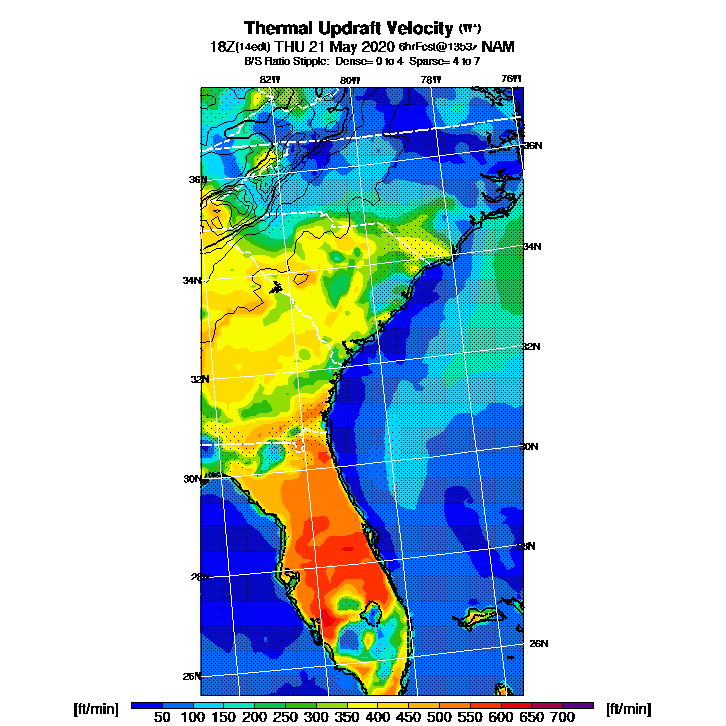 Thermal Updraft Velocity (W*)
18Z(14edt) THU 21 May 2020 6hrFcst@1353z NAM
B/S Ratio Stipple: Dense= 0 to 4 Sparse= 4 to 7
82W 80W 78W 76W
36N 36N
34N 34N
32N 32N
30N 30N
28N 28N
26N 26N
[ft/min] 50 100 150 200 250 300 350 400 450 500 550 600 650 700 [ft/min]